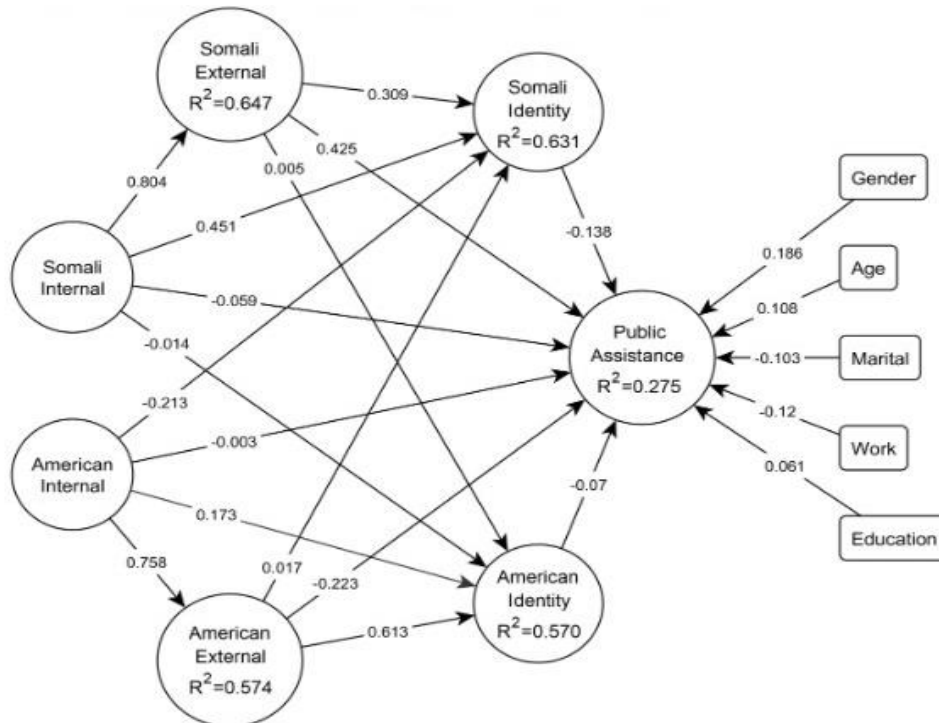 Somali
External
R²=0.647
Somali
Identity
R²=0.631
0.309
0.425
0.005
0.804
0.451
Gender
-0.138
0.186
Age
Somali
Internal
-0.059
0.108
-0.014
Public
Assistance
R²=0.275
-0.103
Marital
-0.213
-0.003
-0.12
Work
American
Internal
0.061
0.173
-0.07
Education
0.758
0.017
-0.223
American
Identity
R²=0.570
0.613
American
External
R²=0.574